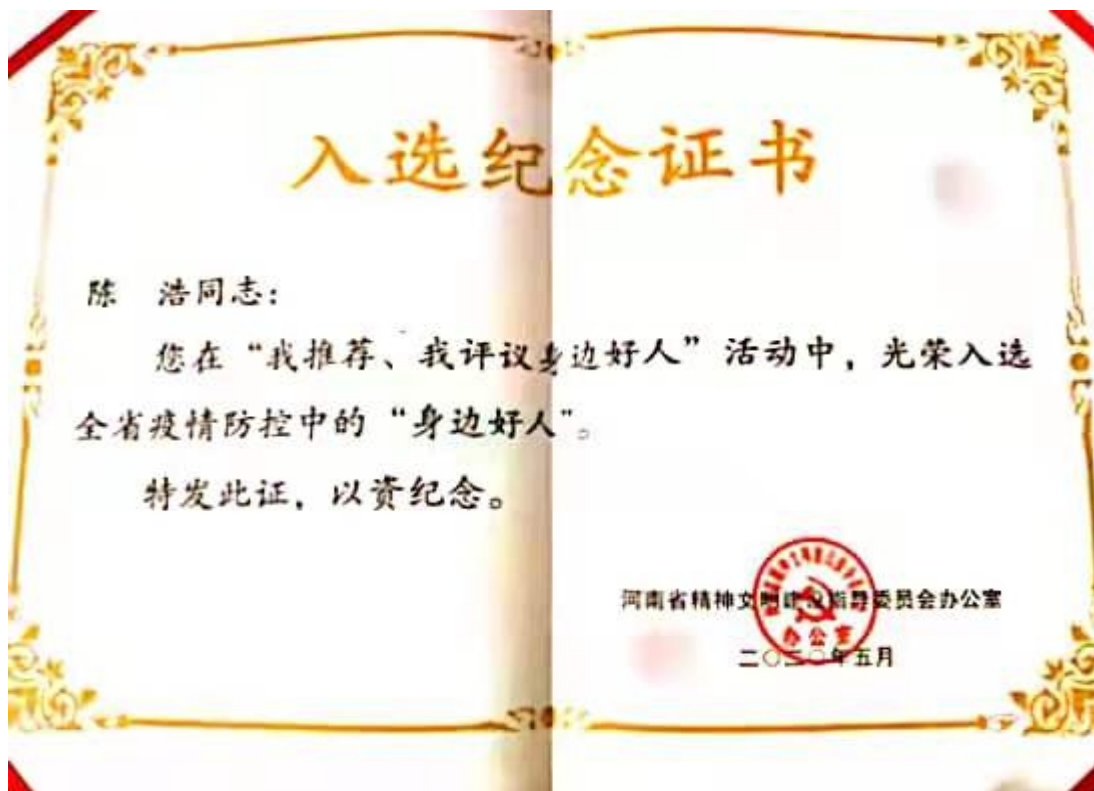 入选纪念证书
陈 浩同志：
您在“我推荐、我评议身边好人”活动中，光荣入选
全省疫情防控中的“身边好人”。
特发此证，以资纪念。
河南省精神文明建设指导委员会办公室
办公室
二〇二〇年五月